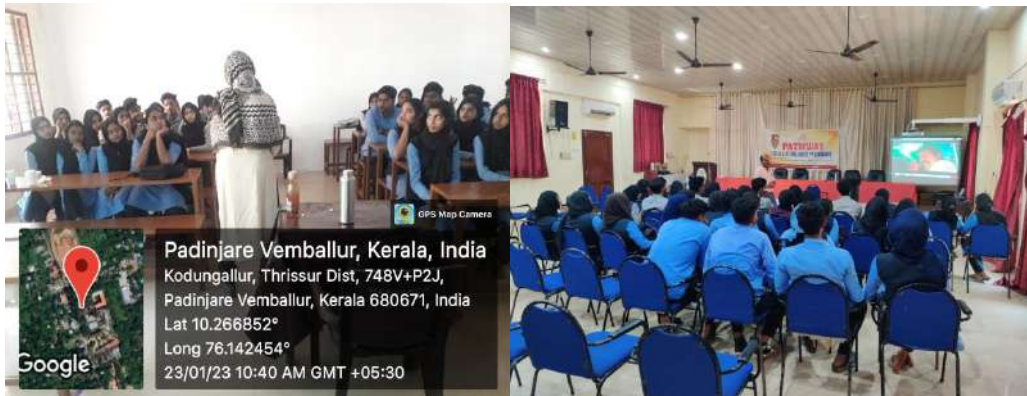 GPS Map Camera
Padinjare Vemballur, Kerala, India
Kodungallur, Thrissur Dist, 748V+P2J,
Padinjare Vemballur, Kerala 680671, India
Lat 10.266852°
Long 76.142454°
23/01/23 10:40 AM GMT +05:30
Google
PATHWAY